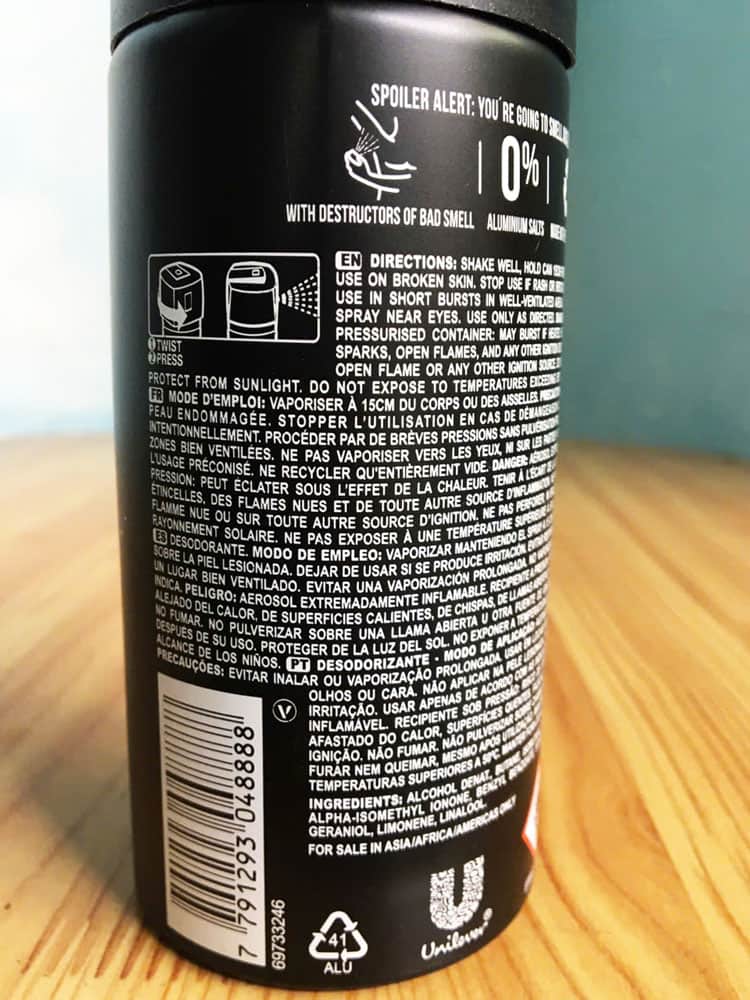 SPOILER ALERT: YOU'RE GOING TO SMELL
0%
WITH DESTRUCTORS OF BAD SMELL
ALUMINIUM SALTS
EN DIRECTIONS: SHAKE WELL, HOLD CAN
USE ON BROKEN SKIN. STOP USE IF RASH OR
USE IN SHORT BURSTS IN WELL-VENTILATED
SPRAY NEAR EYES. USE ONLY AS DIRECTED.
PRESSURISED CONTAINER: MAY BURST IF HEATED
SPARKS, OPEN FLAMES, AND ANY OTHER IGNITION
OPEN FLAME OR ANY OTHER IGNITION SOURCE.
1 TWIST
2 PRESS
PROTECT FROM SUNLIGHT. DO NOT EXPOSE TO TEMPERATURES EXCEEDING
FR MODE D'EMPLOI: VAPORISER À 15CM DU CORPS OU DES AISSELLES.
PEAU ENDOMMAGÉE. STOPPER L'UTILISATION EN CAS DE DÉMANGEAISON
INTENTIONNELLEMENT. PROCÉDER PAR DE BRÈVES PRESSIONS SANS
ZONES BIEN VENTILÉES. NE PAS VAPORISER VERS LES YEUX, NI SUR LES
L'USAGE PRÉCONISÉ. NE RECYCLER QU'ENTIÈREMENT VIDE. DANGER: AÉROSOL
PRESSION: PEUT ÉCLATER SOUS L'EFFET DE LA CHALEUR. TENIR À L'ÉCART DE
ÉTINCELLES, DES FLAMES NUES ET DE TOUTE AUTRE SOURCE D'INFLAMMATION
FLAMME NUE OU SUR TOUTE AUTRE SOURCE D'IGNITION. NE PAS PERFORER,
RAYONNEMENT SOLAIRE. NE PAS EXPOSER À UNE TEMPÉRATURE SUPÉRIEURE
ES DESODORANTE. MODO DE EMPLEO: VAPORIZAR MANTENIENDO EL SPRAY
SOBRE LA PIEL LESIONADA. DEJAR DE USAR SI SE PRODUCE IRRITACIÓN. EVITAR
UN LUGAR BIEN VENTILADO. EVITAR UNA VAPORIZACIÓN PROLONGADA. NO
INDICA. PELIGRO: AEROSOL EXTREMADAMENTE INFLAMABLE. RECIPIENTE A
ALEJADO DEL CALOR, DE SUPERFICIES CALIENTES, DE CHISPAS, DE LLAMAS
NO FUMAR. NO PULVERIZAR SOBRE UNA LLAMA ABIERTA U OTRA FUENTE DE
DESPUES DE SU USO. PROTEGER DE LA LUZ DEL SOL. NO EXPONER A
ALCANCE DE LOS NIÑOS. PT DESODORIZANTE - MODO DE APLICAÇÃO
PRECAUÇÕES: EVITAR INALAR OU VAPORIZAÇÃO PROLONGADA. USAR
OLHOS OU CARÁ. NÃO APLICAR NA PELE
IRRITAÇÃO. USAR APENAS DE ACORDO COM
INFLAMÁVEL. RECIPIENTE SOB PRESSÃO:
AFASTADO DO CALOR, SUPERFÍCIES
IGNIÇÃO. NÃO FUMAR. NÃO PULVERIZAR
FURAR NEM QUEIMAR, MESMO APÓS
TEMPERATURAS SUPERIORES A
INGREDIENTS: ALCOHOL DENAT, BUTANE,
ALPHA-ISOMETHYL IONONE, BENZYL
GERANIOL, LIMONENE, LINALOOL.
FOR SALE IN ASIA/AFRICA/AMERICAS ONLY
V
7 791293 048888
69733246
41
ALU
U
Unilever